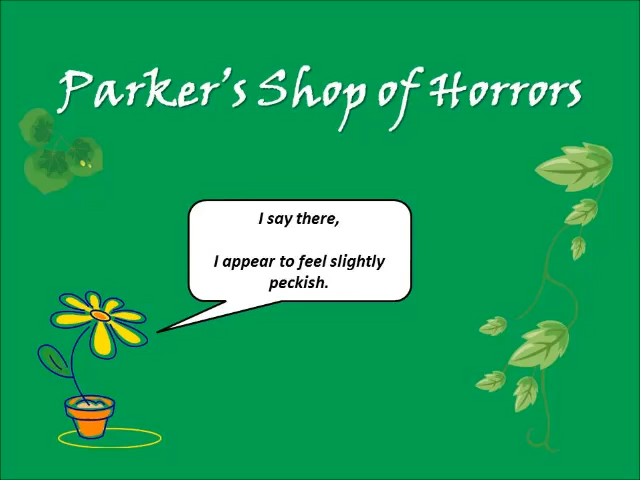 Parker's Shop of Horrors
I say there,
I appear to feel slightly
peckish.